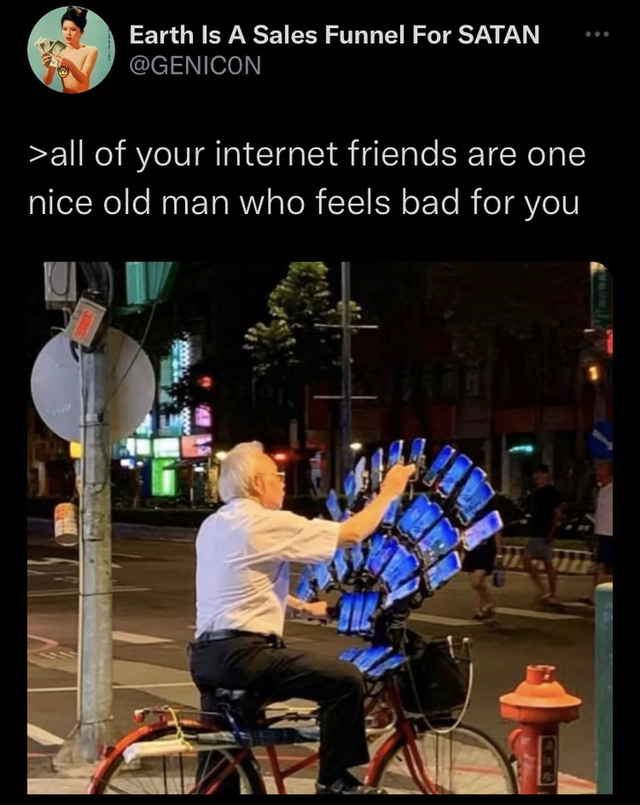 Earth Is A Sales Funnel For SATAN
@GENICON
>all of your internet friends are one
nice old man who feels bad for you